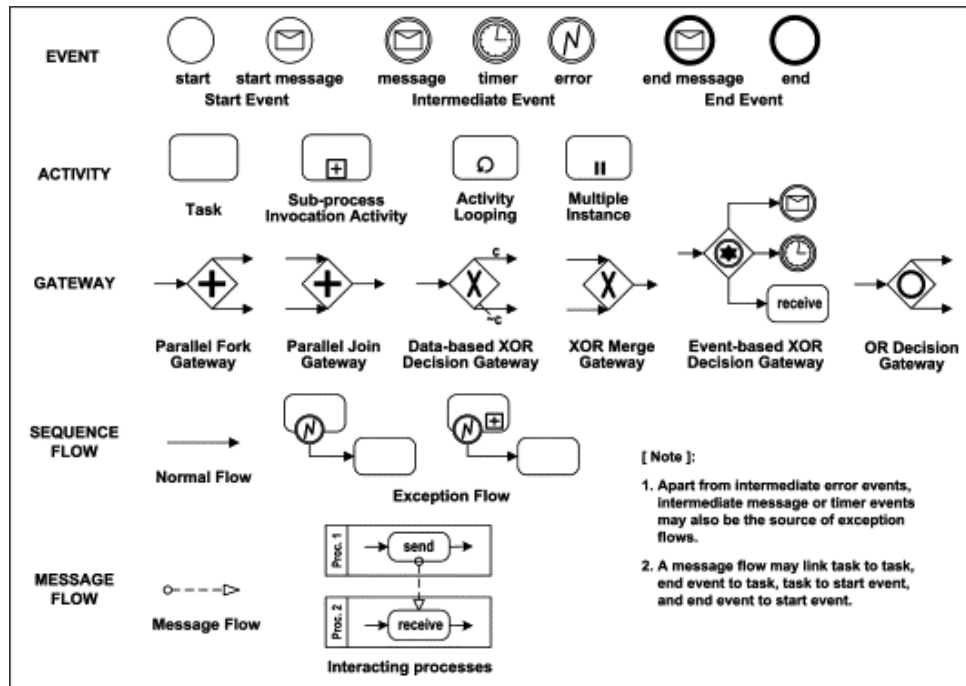 EVENT
start
start message
message
timer
error
end message
end
Start Event
Intermediate Event
End Event
ACTIVITY
Task
Sub-process
Invocation Activity
Activity
Looping
Multiple
Instance
GATEWAY
c
~c
receive
Parallel Fork
Gateway
Parallel Join
Gateway
Data-based XOR
Decision Gateway
XOR Merge
Gateway
Event-based XOR
Decision Gateway
OR Decision
Gateway
SEQUENCE
FLOW
Normal Flow
Exception Flow
[ Note ]:
1. Apart from intermediate error events,
intermediate message or timer events
may also be the source of exception
flows.
2. A message flow may link task to task,
end event to task, task to start event,
and end event to start event.
MESSAGE
FLOW
Message Flow
Proc. 1
send
Proc. 2
receive
Interacting processes